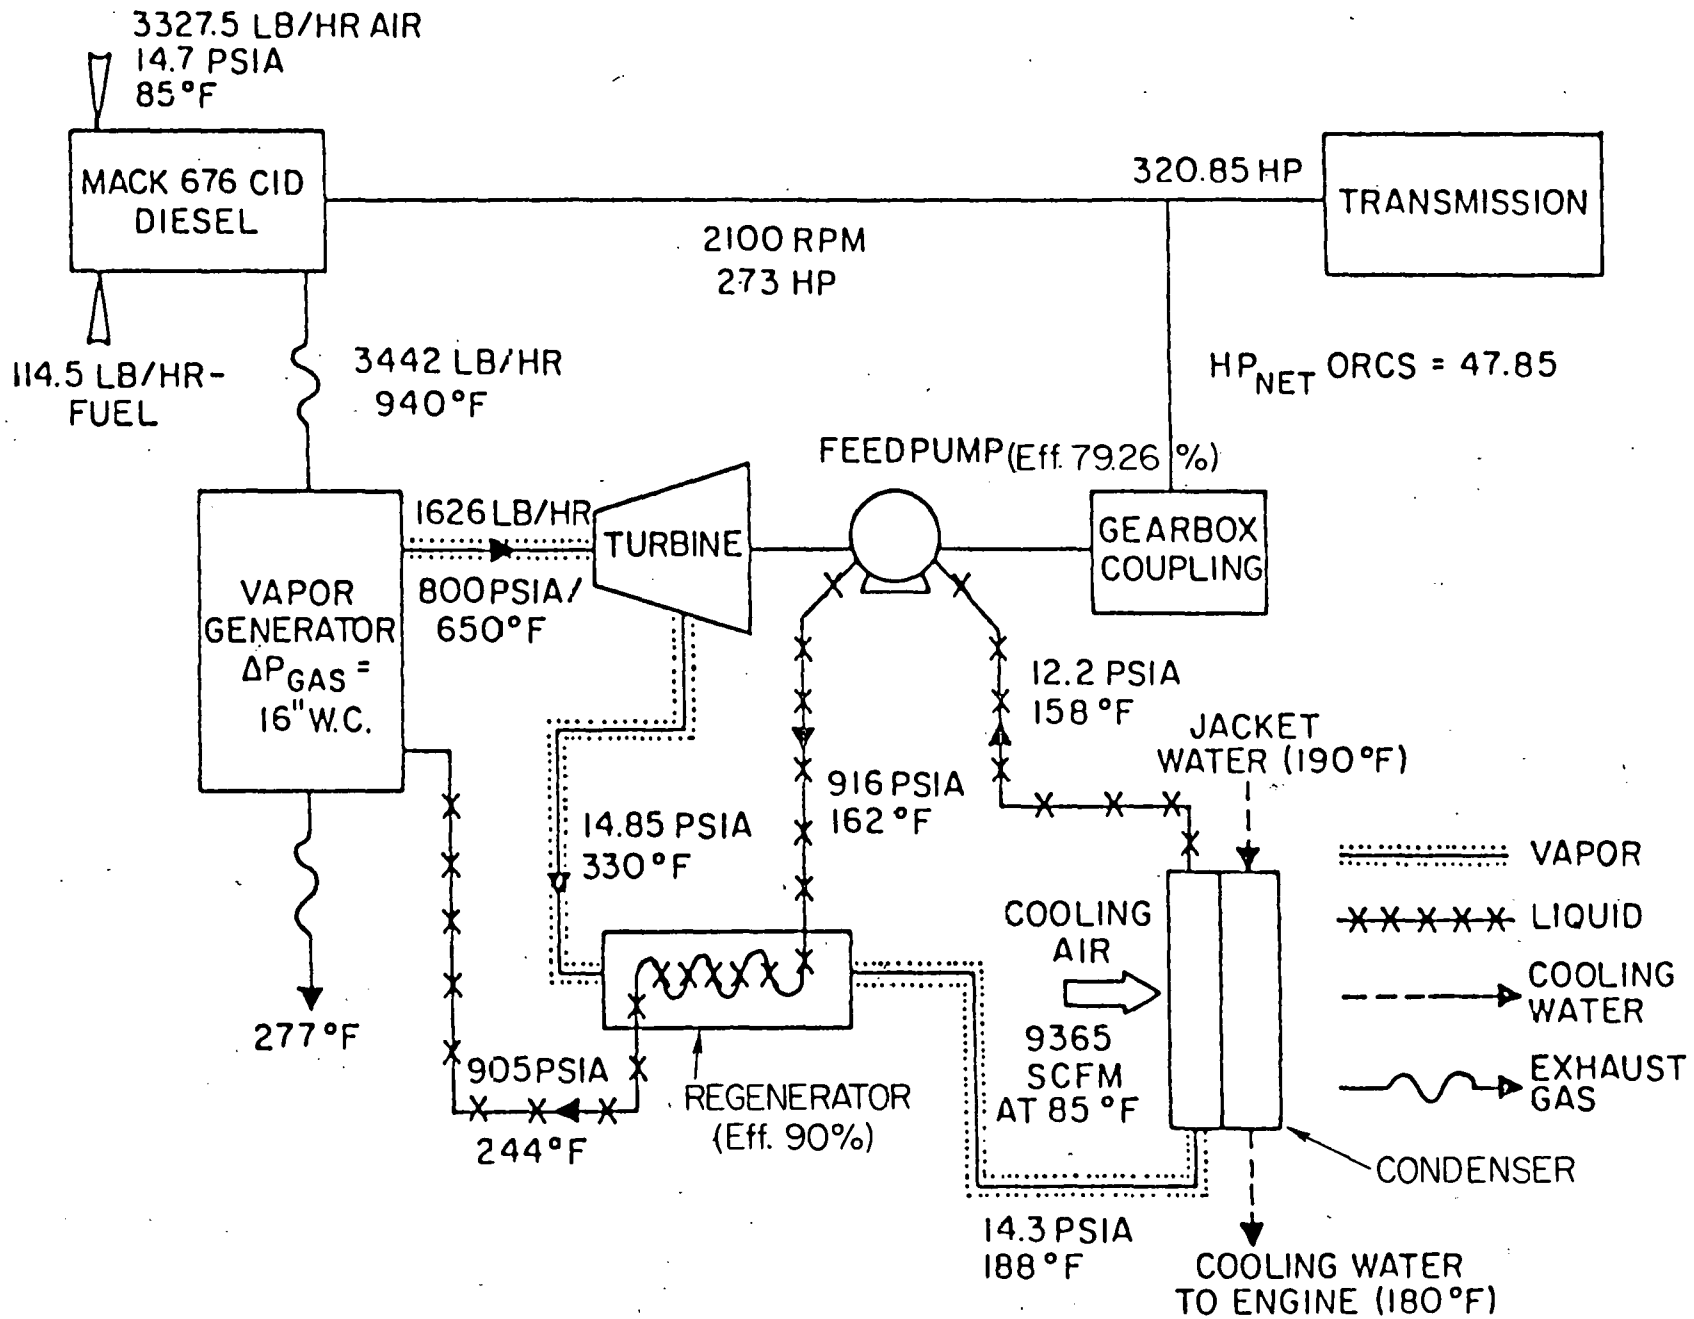 3327.5 LB/HR AIR
14.7 PSIA
85°F
MACK 676 CID
DIESEL
320.85 HP
TRANSMISSION
2100 RPM
273 HP
114.5 LB/HR-
FUEL
3442 LB/HR
940°F
HP NET ORCS = 47.85
FEEDPUMP (Eff. 79.26 %)
1626 LB/HR
TURBINE
GEARBOX
COUPLING
800 PSIA/
650°F
VAPOR
GENERATOR
ΔP GAS =
16" W.C.
12.2 PSIA
158°F
JACKET
WATER (190°F)
916 PSIA
162°F
14.85 PSIA
330°F
VAPOR
LIQUID
COOLING
WATER
EXHAUST
GAS
COOLING
AIR
9365
SCFM
AT 85°F
277°F
905 PSIA
244°F
REGENERATOR
(Eff. 90%)
CONDENSER
14.3 PSIA
188°F
COOLING WATER
TO ENGINE (180°F)